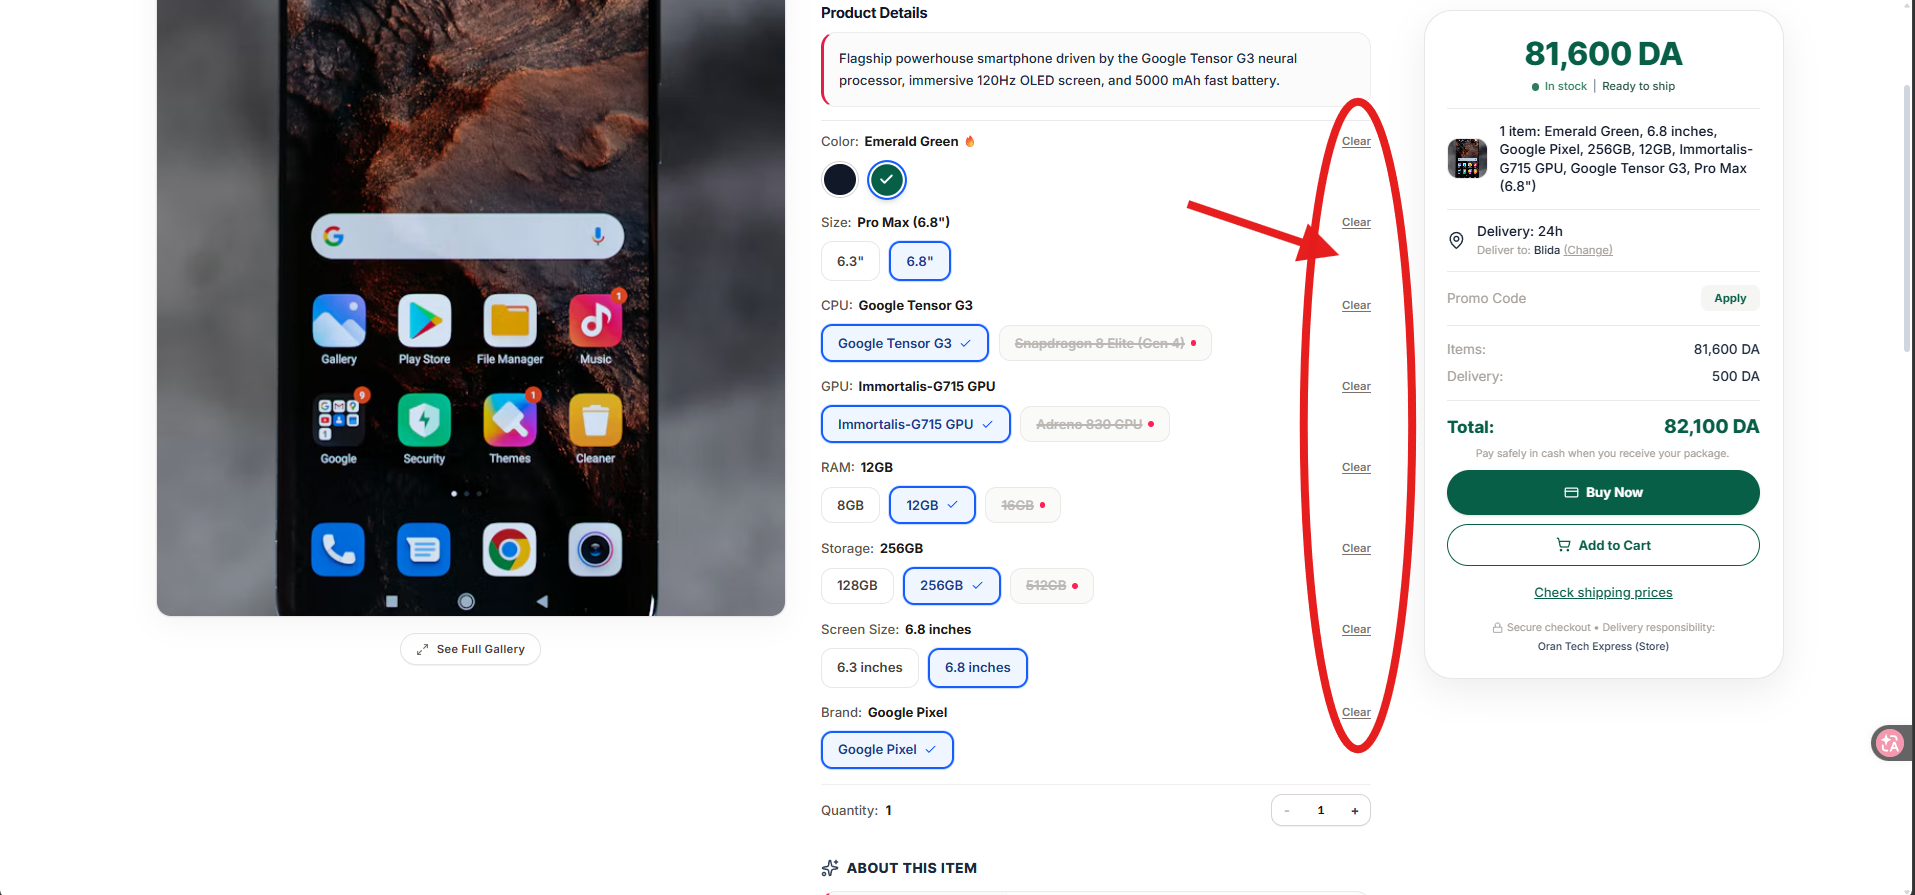 Product Details
Flagship powerhouse smartphone driven by the Google Tensor G3 neural
processor, immersive 120Hz OLED screen, and 5000 mAh fast battery.
Color: Emerald Green 🔥
Clear
Size: Pro Max (6.8")
Clear
6.3"
6.8"
CPU: Google Tensor G3
Clear
Google Tensor G3
Snapdragon 8 Elite (Gen 4)
GPU: Immortalis-G715 GPU
Clear
Immortalis-G715 GPU
Adreno 830 GPU
RAM: 12GB
Clear
8GB
12GB
16GB
Storage: 256GB
Clear
128GB
256GB
512GB
Screen Size: 6.8 inches
Clear
6.3 inches
6.8 inches
Brand: Google Pixel
Clear
Google Pixel
Quantity: 1
- 1 +
ABOUT THIS ITEM
1
Gallery
Play Store
File Manager
Music
9
1
1
Google
Security
Themes
Cleaner
See Full Gallery
81,600 DA
In stock | Ready to ship
1 item: Emerald Green, 6.8 inches,
Google Pixel, 256GB, 12GB, Immortalis-
G715 GPU, Google Tensor G3, Pro Max
(6.8")
Delivery: 24h
Deliver to: Blida (Change)
Promo Code
Apply
Items: 81,600 DA
Delivery: 500 DA
Total: 82,100 DA
Pay safely in cash when you receive your package.
Buy Now
Add to Cart
Check shipping prices
Secure checkout • Delivery responsibility:
Oran Tech Express (Store)